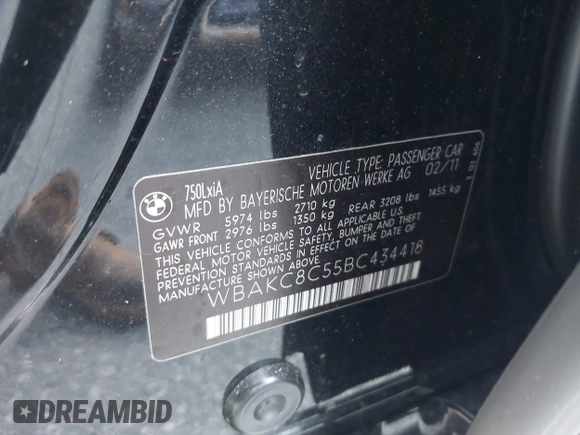 BMW
750LxiA
VEHICLE TYPE: PASSENGER CAR
MFD BY BAYERISCHE MOTOREN WERKE AG 02/11
GVWR 5974 lbs 2710 kg
GAWR FRONT 2976 lbs 1350 kg REAR 3208 lbs 1455 kg
THIS VEHICLE CONFORMS TO ALL APPLICABLE U.S.
FEDERAL MOTOR VEHICLE SAFETY, BUMPER, AND
THEFT PREVENTION STANDARDS IN EFFECT ON THE DATE OF
MANUFACTURE SHOWN ABOVE.
WBAKC8C55BC434418
DREAMBID